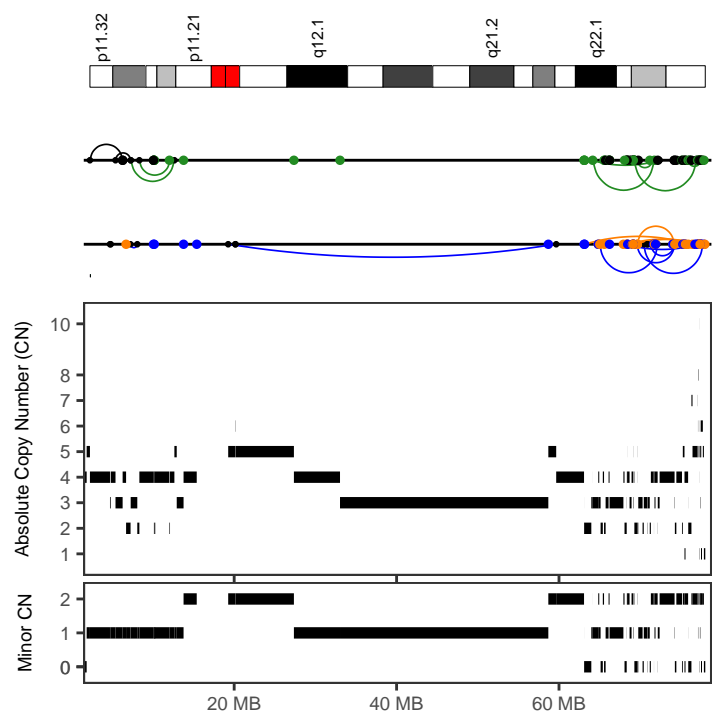 p11.32
p11.21
q12.1
q21.2
q22.1
Absolute Copy Number (CN)
10
8
7
6
5
4
3
2
1
Minor CN
2
1
0
20 MB
40 MB
60 MB